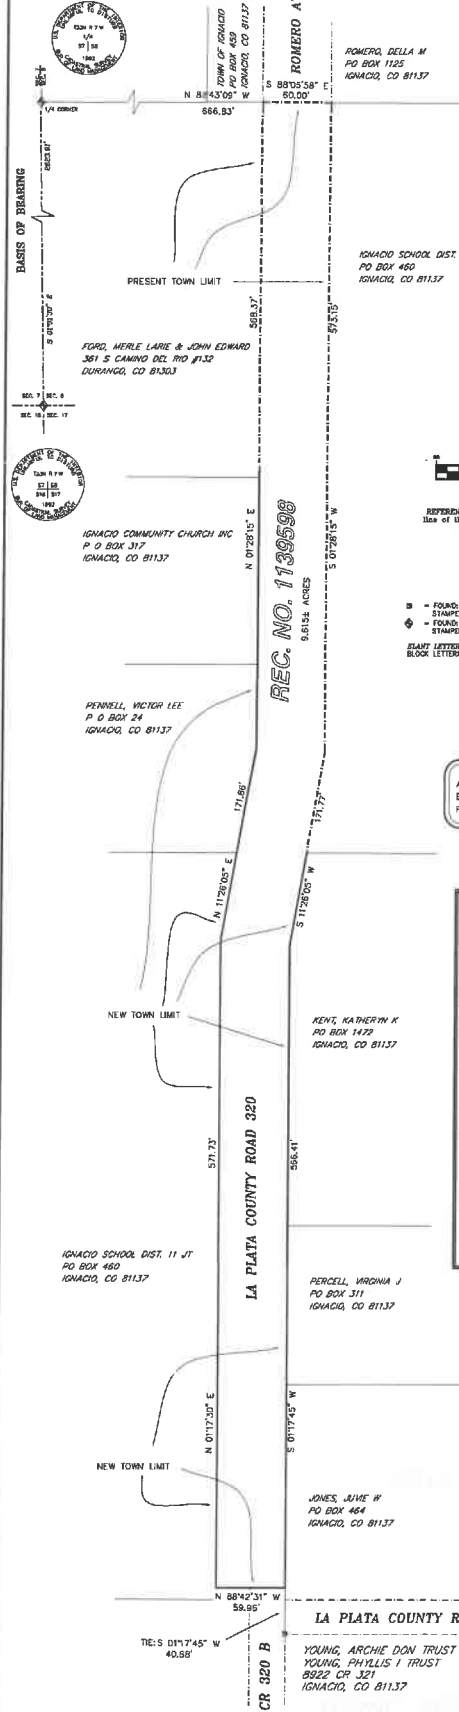 TOWN OF IGNACIO
PO BOX 459
IGNACIO, CO 81137
ROMERO
ROMERO, DELLA M
PO BOX 1125
IGNACIO, CO 81137
S 88°05'58" E
60.00'
666.83'
1/4 CORNER
BASIS OF BEARING
PRESENT TOWN LIMIT
IGNACIO SCHOOL DIST.
PO BOX 460
IGNACIO, CO 81137
568.37'
573.15'
FORD, MERLE LARIE & JOHN EDWARD
361 S CAMINO DEL RIO #132
DURANGO, CO 81303
SEC. 7 SEC. 8
SEC. 18 SEC. 17
IGNACIO COMMUNITY CHURCH INC
P O BOX 317
IGNACIO, CO 81137
N 01°28'15" E
S 01°28'15" W
REC. NO. 1139598
9.615± ACRES
PENNELL, VICTOR LEE
P O BOX 24
IGNACIO, CO 81137
171.86'
171.77'
N 11°26'05" E
S 11°26'05" W
NEW TOWN LIMIT
KENT, KATHERYN K
PO BOX 1472
IGNACIO, CO 81137
571.73'
LA PLATA COUNTY ROAD 320
566.41'
IGNACIO SCHOOL DIST. 11 JT
PO BOX 460
IGNACIO, CO 81137
PERCELL, VIRGINIA J
PO BOX 311
IGNACIO, CO 81137
N 01°17'30" E
S 01°17'45" W
NEW TOWN LIMIT
JONES, JUVIE W
PO BOX 464
IGNACIO, CO 81137
N 88°42'31" W
59.96'
LA PLATA COUNTY R
TIE: S 01°17'45" W
40.68'
CR 320 B
YOUNG, ARCHIE DON TRUST
YOUNG, PHYLLIS I TRUST
8922 CR 321
IGNACIO, CO 81137